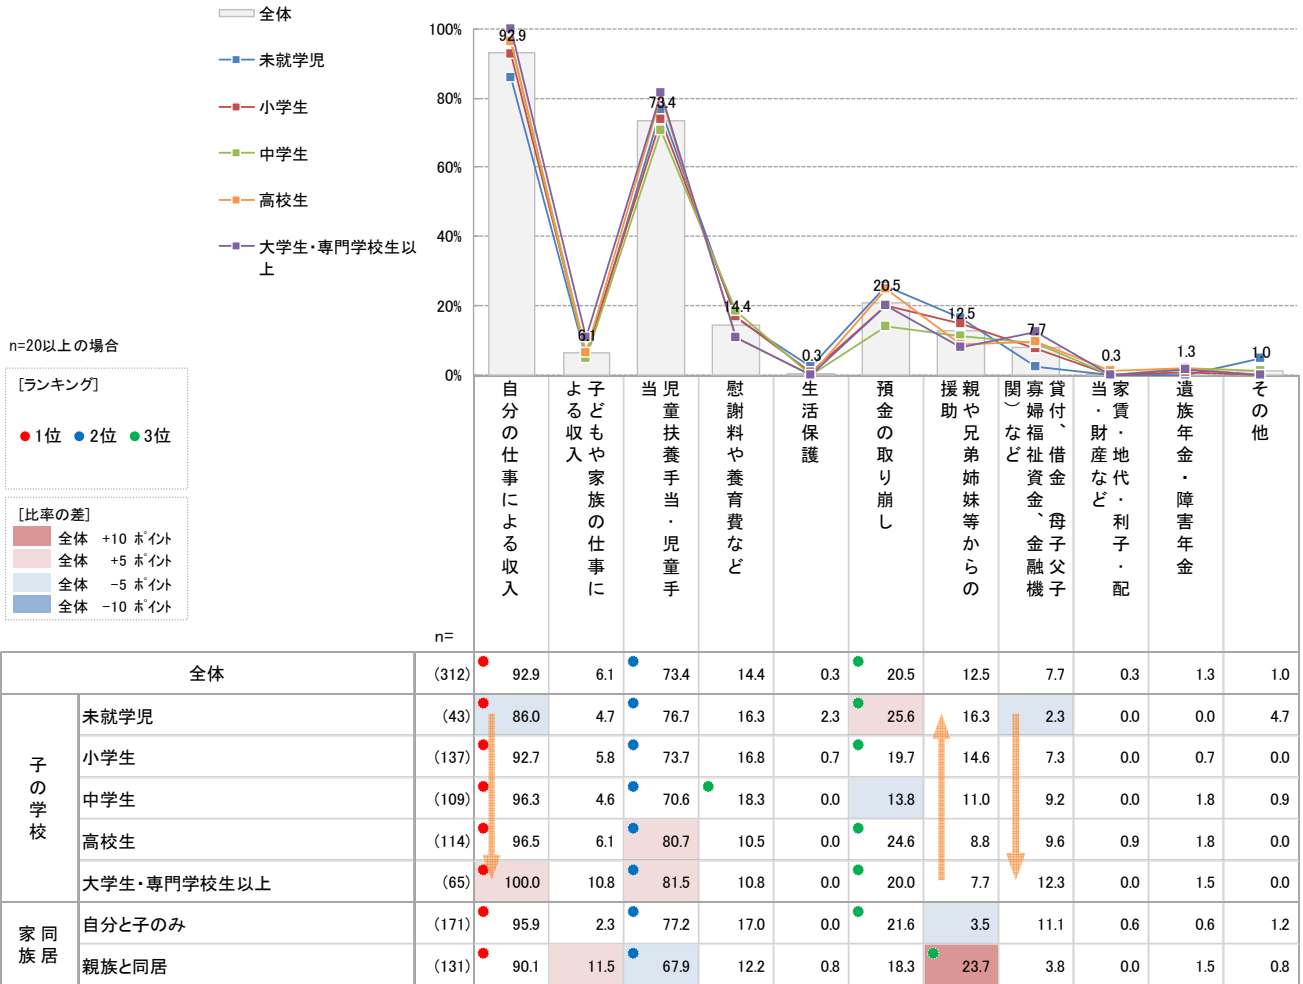 全体
未就学児
小学生
中学生
高校生
大学生・専門学校生以
上
100%
80%
60%
40%
20%
0%
92.9
6.1
73.4
14.4
0.3
20.5
12.5
7.7
0.3
1.3
1.0
n=20以上の場合
[ランキング]
1位 2位 3位
[比率の差]
全体 +10 ポイント
全体 +5 ポイント
全体 -5 ポイント
全体 -10 ポイント
自分の仕事による収入
子どもや家族の仕事に
よる収入
児童扶養手当・児童手
当
慰謝料や養育費など
生活保護
預金の取り崩し
親や兄弟姉妹等からの
援助
貸付、借金（母子父子
寡婦福祉資金、金融機
関）など
家賃・地代・利子・配
当・財産など
遺族年金・障害年金
その他
n=
全体 (312) 92.9 6.1 73.4 14.4 0.3 20.5 12.5 7.7 0.3 1.3 1.0
子の学校
未就学児 (43) 86.0 4.7 76.7 16.3 2.3 25.6 16.3 2.3 0.0 0.0 4.7
小学生 (137) 92.7 5.8 73.7 16.8 0.7 19.7 14.6 7.3 0.0 0.7 0.0
中学生 (109) 96.3 4.6 70.6 18.3 0.0 13.8 11.0 9.2 0.0 1.8 0.9
高校生 (114) 96.5 6.1 80.7 10.5 0.0 24.6 8.8 9.6 0.9 1.8 0.0
大学生・専門学校生以上 (65) 100.0 10.8 81.5 10.8 0.0 20.0 7.7 12.3 0.0 1.5 0.0
同居
家族
自分と子のみ (171) 95.9 2.3 77.2 17.0 0.0 21.6 3.5 11.1 0.6 0.6 1.2
親族と同居 (131) 90.1 11.5 67.9 12.2 0.8 18.3 23.7 3.8 0.0 1.5 0.8